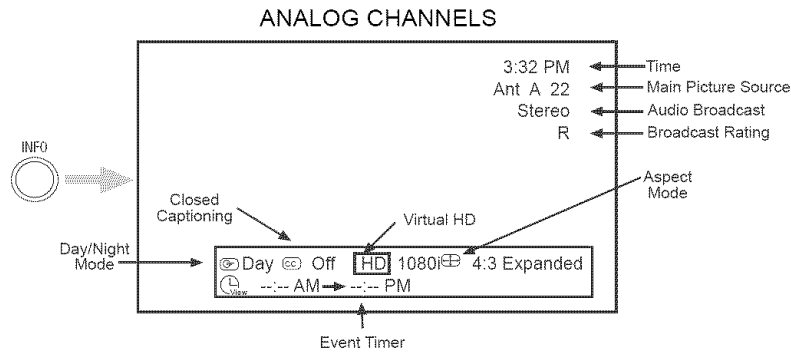 ANALOG CHANNELS
3:32 PM
Time
Ant A 22
Main Picture Source
Stereo
Audio Broadcast
R
Broadcast Rating
INFO
Aspect
Mode
Closed
Captioning
Virtual HD
Day/Night
Mode
Day CC Off HD 1080i 4:3 Expanded
View --:-- AM → --:-- PM
Event Timer